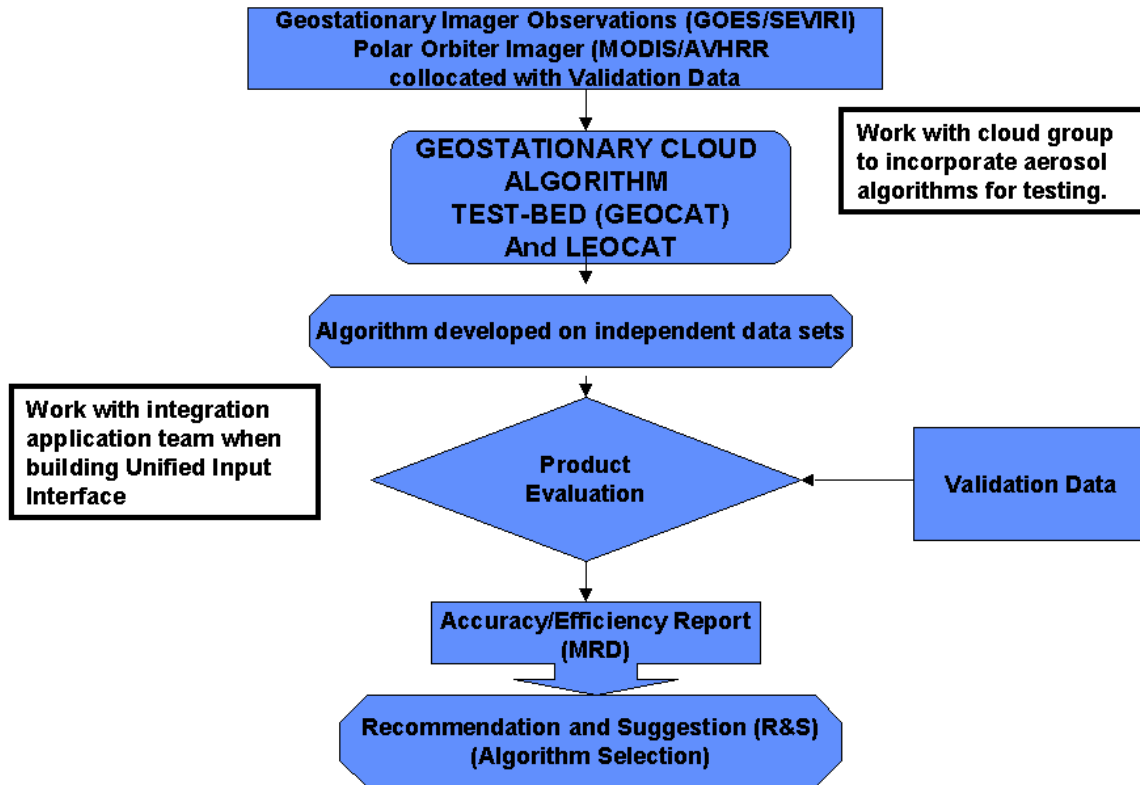 Geostationary Imager Observations (GOES/SEVIRI)
Polar Orbiter Imager (MODIS/AVHRR
collocated with Validation Data
Work with cloud group
to incorporate aerosol
algorithms for testing.
GEOSTATIONARY CLOUD
ALGORITHM
TEST-BED (GEOCAT)
And LEOCAT
Algorithm developed on independent data sets
Work with integration
application team when
building Unified Input
Interface
Product
Evaluation
Validation Data
Accuracy/Efficiency Report
(MRD)
Recommendation and Suggestion (R&S)
(Algorithm Selection)